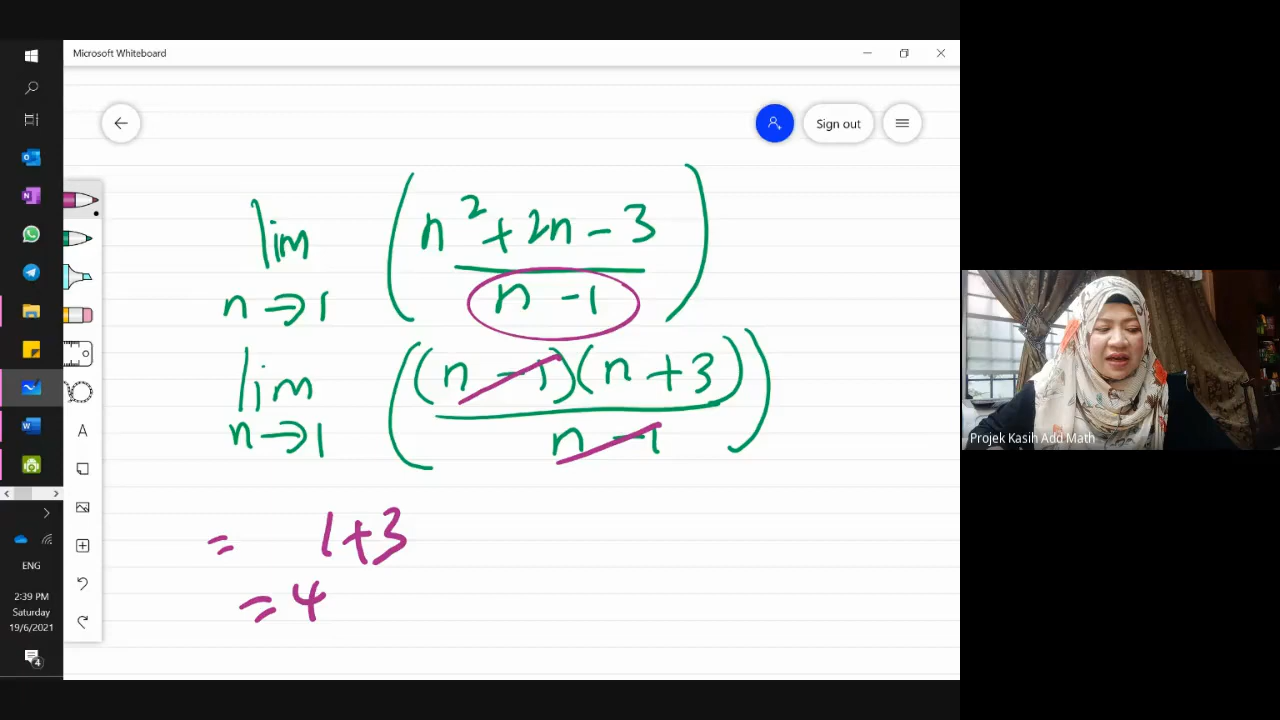 Microsoft Whiteboard
Sign out
lim n→1 (n²+2n-3 / n-1)
lim n→1 ((n-1)(n+3) / n-1)
= 1+3
= 4
Projek Kasih Add Math
ENG
2:39 PM
Saturday
19/6/2021
4